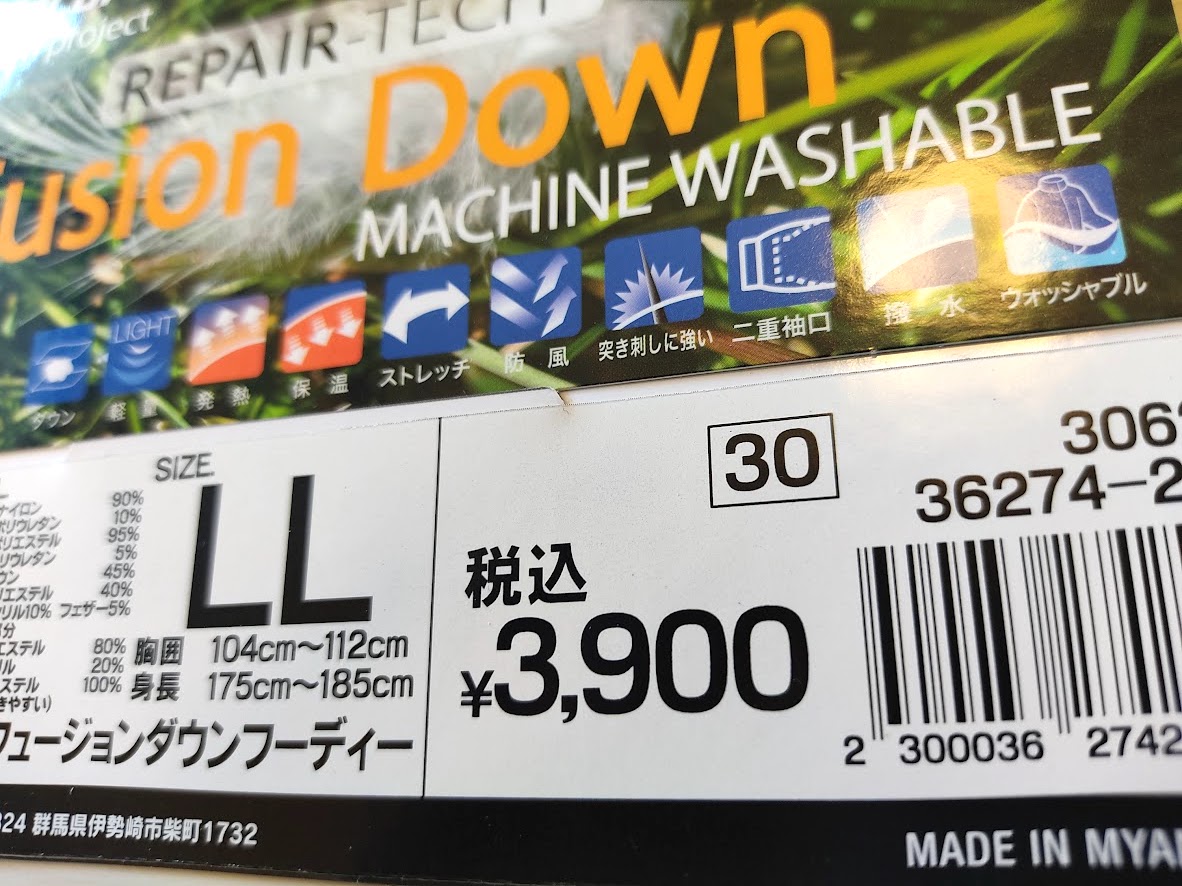 project
REPAIR-TECH
usion Down
MACHINE WASHABLE
LIGHT
ダウン
軽量
発熱
保温
ストレッチ
防風
突き刺しに強い
二重袖口
撥水
ウォッシャブル
SIZE
LL
ナイロン 90%
ポリウレタン 10%
リエステル 95%
リウレタン 5%
ウン 45%
エステル 40%
リル10% フェザー5%
分
エステル 80%
ル 20%
ステル 100%
きやすい)
胸囲 104cm~112cm
身長 175cm~185cm
フュージョンダウンフーディー
30
306
36274-2
税込
¥3,900
2 300036 2742
24 群馬県伊勢崎市柴町1732
MADE IN MYA